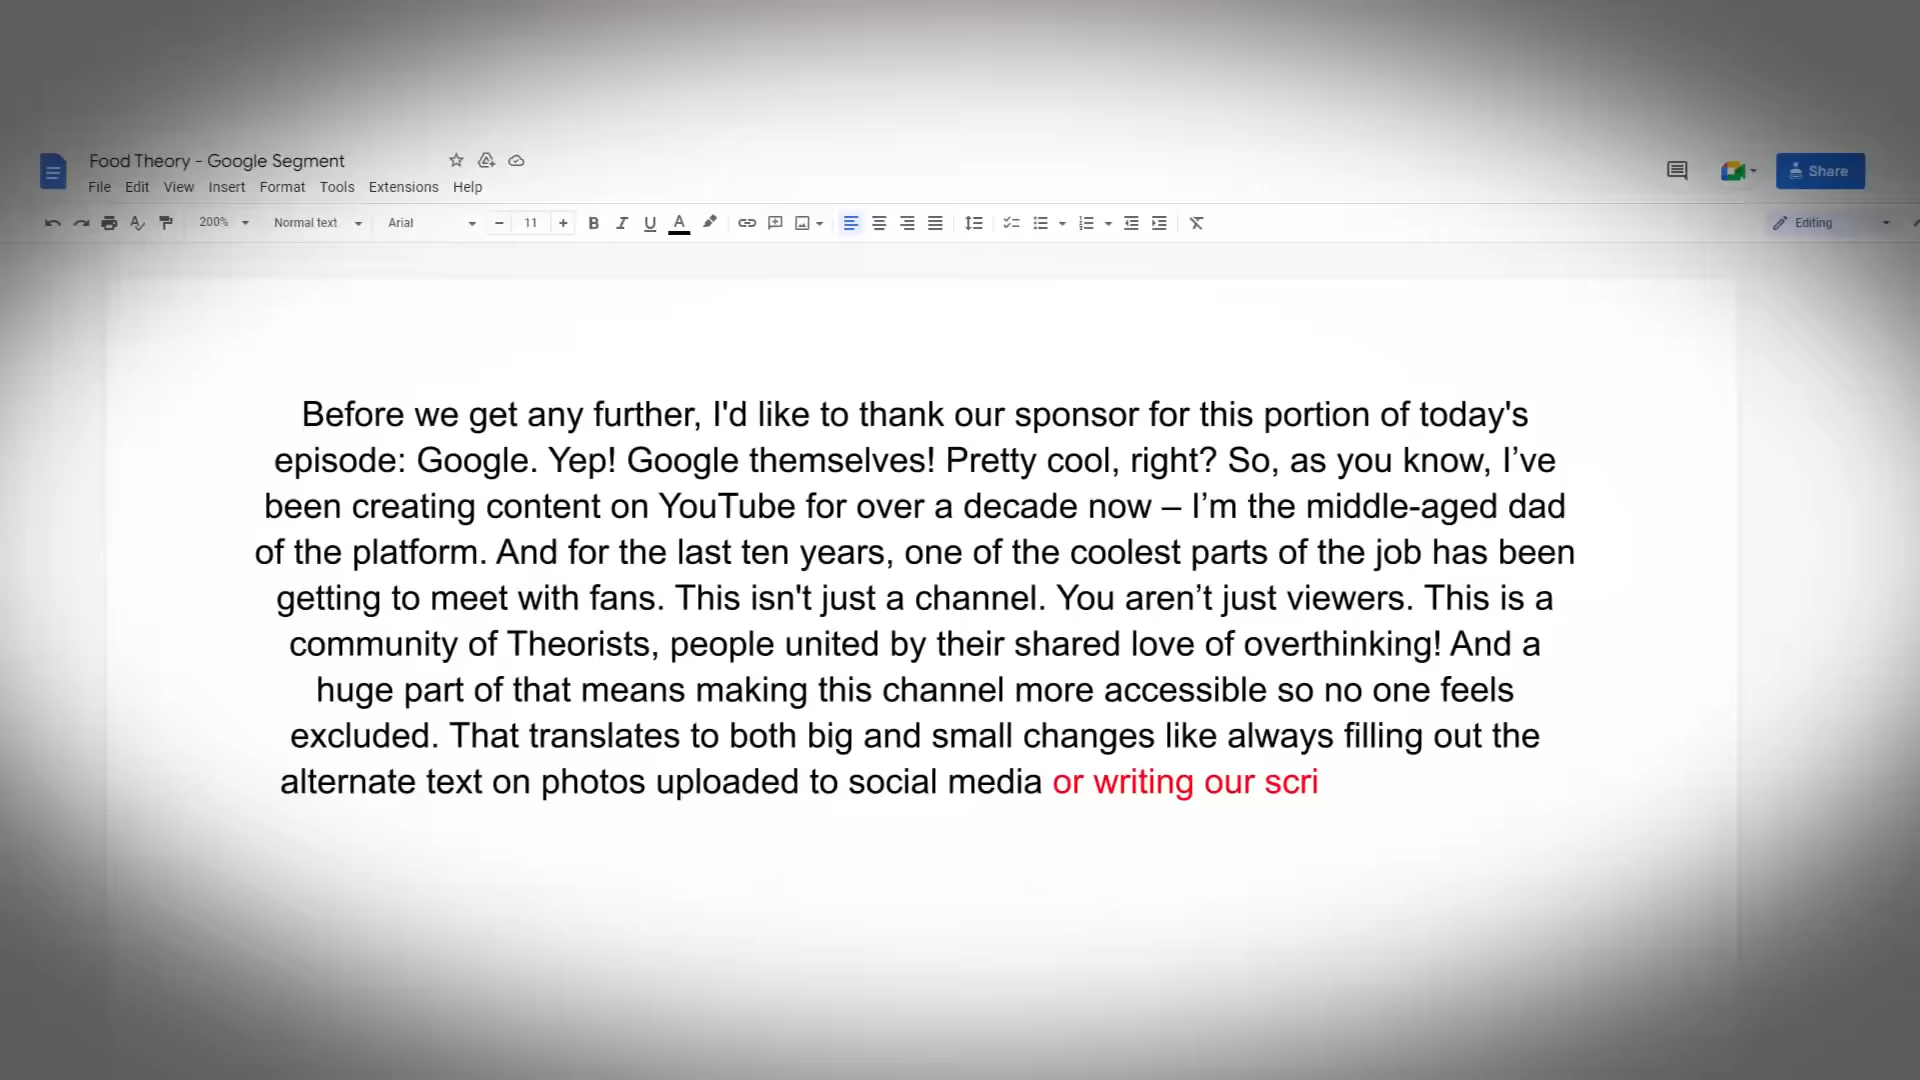 Food Theory - Google Segment
File Edit View Insert Format Tools Extensions Help
Share
200% Normal text Arial − 11 + B I U A Editing
Before we get any further, I'd like to thank our sponsor for this portion of today's
episode: Google. Yep! Google themselves! Pretty cool, right? So, as you know, I’ve
been creating content on YouTube for over a decade now – I’m the middle-aged dad
of the platform. And for the last ten years, one of the coolest parts of the job has been
getting to meet with fans. This isn't just a channel. You aren’t just viewers. This is a
community of Theorists, people united by their shared love of overthinking! And a
huge part of that means making this channel more accessible so no one feels
excluded. That translates to both big and small changes like always filling out the
alternate text on photos uploaded to social media or writing our scri